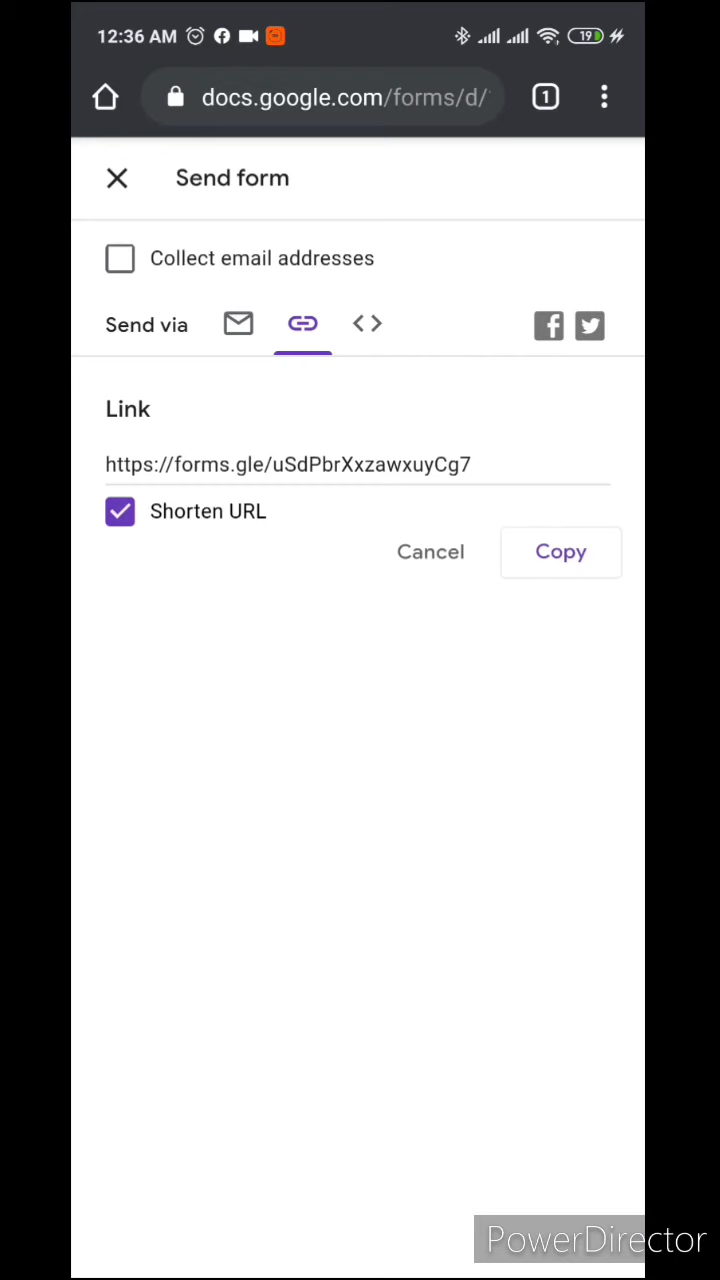 12:36 AM 19
docs.google.com/forms/d/
1
Send form
Collect email addresses
Send via
Link
https://forms.gle/uSdPbrXxzawxuyCg7
Shorten URL
Cancel Copy
PowerDirector